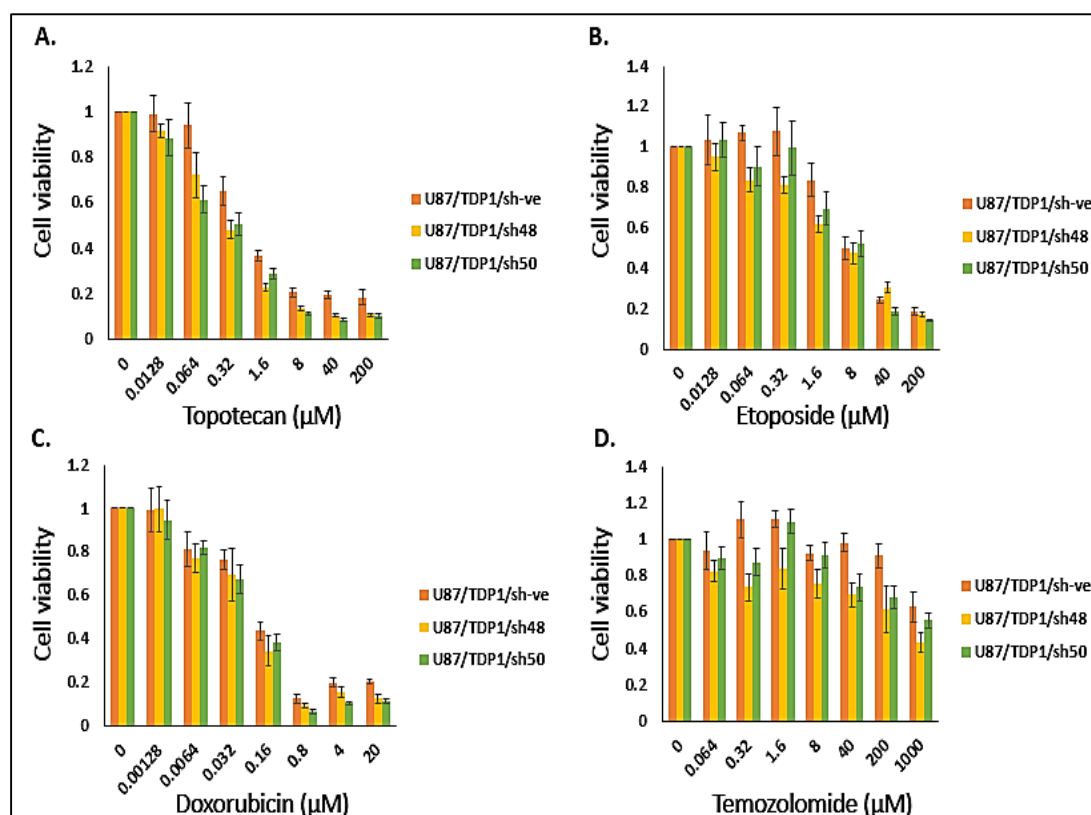 A.
Cell viability
1.2
1
0.8
0.6
0.4
0.2
0
0 0.0128 0.064 0.32 1.6 8 40 200
Topotecan (µM)
U87/TDP1/sh-ve
U87/TDP1/sh48
U87/TDP1/sh50
B.
Cell viability
1.4
1.2
1
0.8
0.6
0.4
0.2
0
0 0.0128 0.064 0.32 1.6 8 40 200
Etoposide (µM)
U87/TDP1/sh-ve
U87/TDP1/sh48
U87/TDP1/sh50
C.
Cell viability
1.2
1
0.8
0.6
0.4
0.2
0
0 0.00128 0.0064 0.032 0.16 0.8 4 20
Doxorubicin (µM)
U87/TDP1/sh-ve
U87/TDP1/sh48
U87/TDP1/sh50
D.
Cell viability
1.4
1.2
1
0.8
0.6
0.4
0.2
0
0 0.064 0.32 1.6 8 40 200 1000
Temozolomide (µM)
U87/TDP1/sh-ve
U87/TDP1/sh48
U87/TDP1/sh50